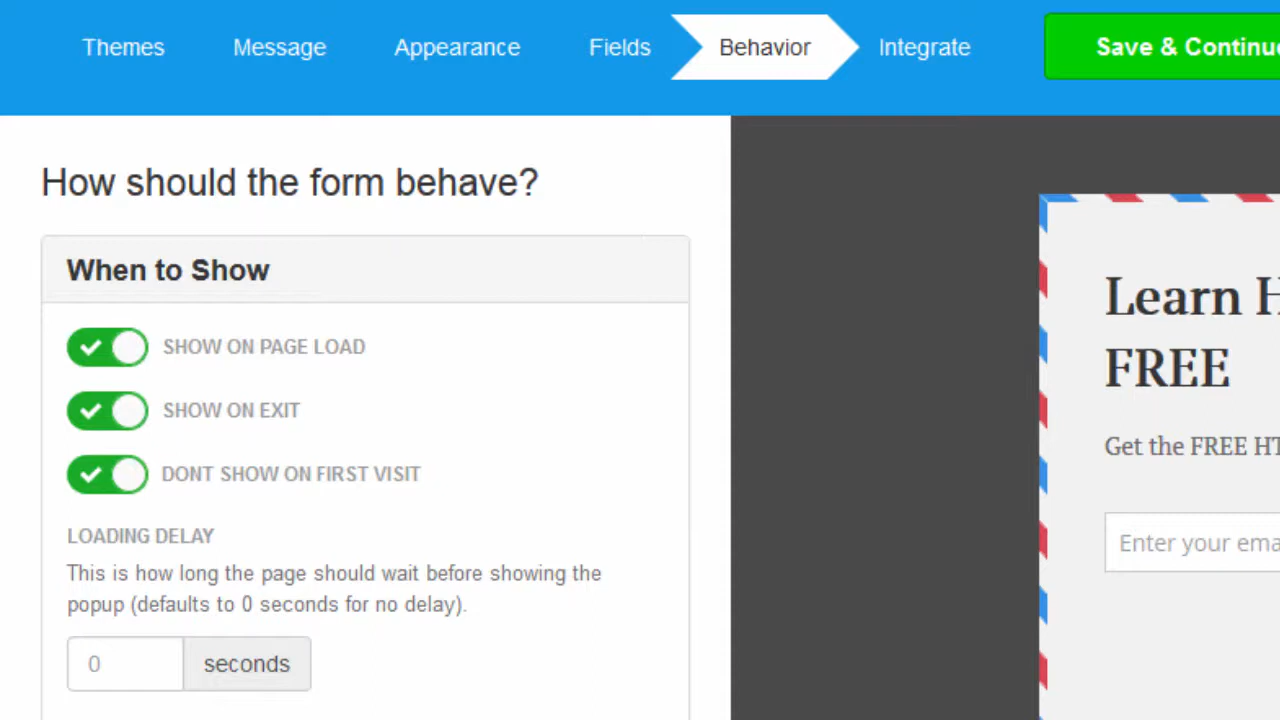 Themes Message Appearance Fields Behavior Integrate Save & Continue
How should the form behave?
When to Show
SHOW ON PAGE LOAD
SHOW ON EXIT
DONT SHOW ON FIRST VISIT
LOADING DELAY
This is how long the page should wait before showing the
popup (defaults to 0 seconds for no delay).
0 seconds
Learn H
FREE
Get the FREE HT
Enter your ema